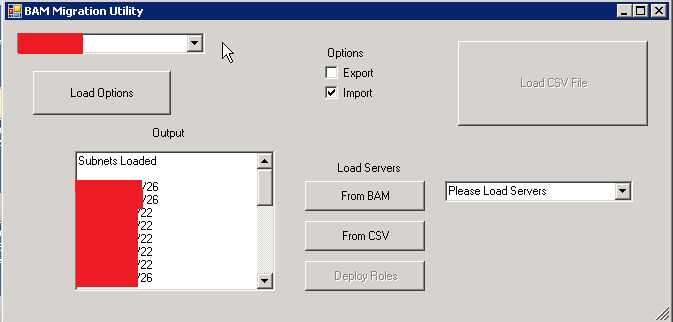 BAM Migration Utility
Options
Export
Import
Load CSV File
Load Options
Output
Subnets Loaded
/26
/26
/22
/22
/22
/22
/22
/26
Load Servers
From BAM
Please Load Servers
From CSV
Deploy Roles